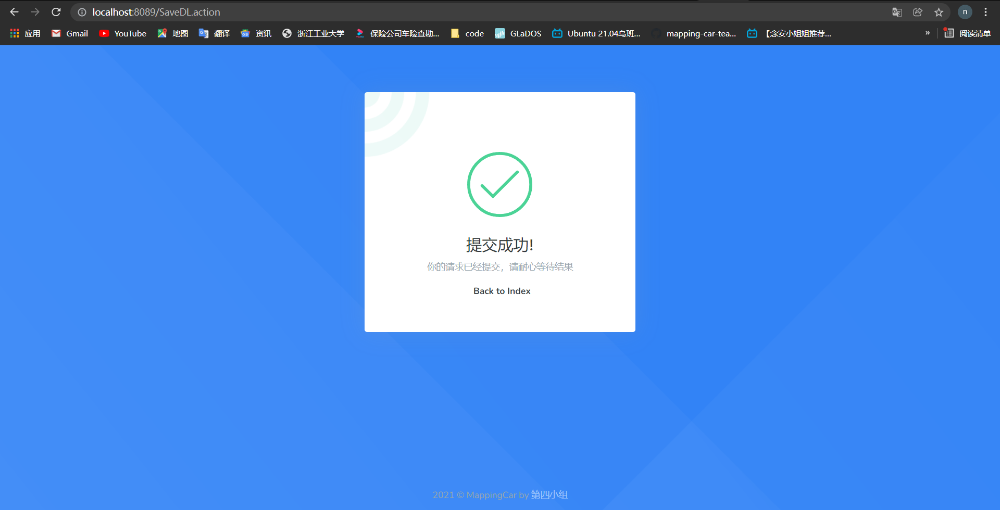 localhost:8089/SaveDL.action
n
应用 Gmail YouTube 地图 翻译 资讯 浙江工业大学 保险公司车险查勘... code GLaDOS Ubuntu 21.04乌班... mapping-car-tea... 【念安小姐姐推荐... » 阅读清单
提交成功!
你的请求已经提交，请耐心等待结果
Back to Index
2021 © MappingCar by 第四小组